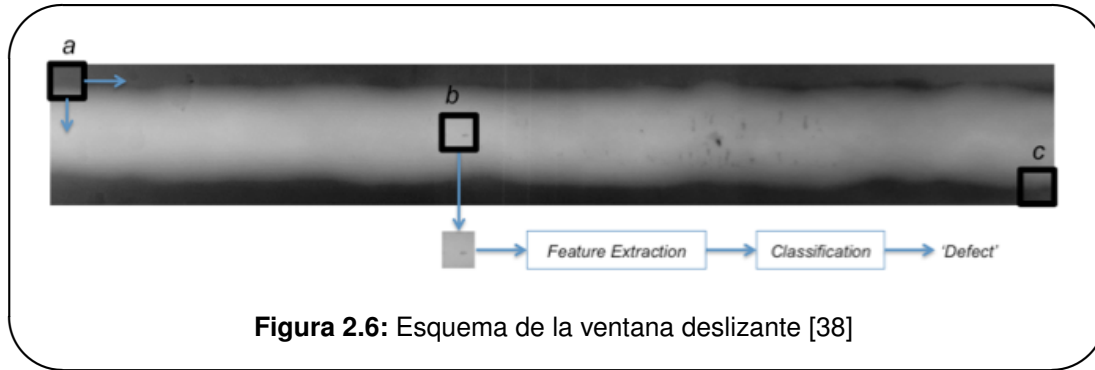 a
b
c
Feature Extraction
Classification
'Defect'
Figura 2.6: Esquema de la ventana deslizante [38]